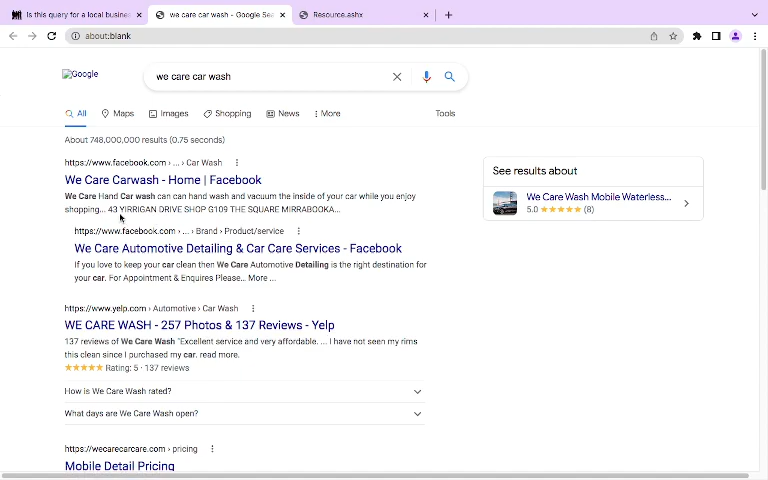 Is this query for a local busine
we care car wash - Google Sea
Resource.ashx
about:blank
Google
we care car wash
All
Maps
Images
Shopping
News
More
Tools
About 748,000,000 results (0.75 seconds)
https://www.facebook.com › ... › Car Wash
We Care Carwash - Home | Facebook
We Care Hand Car wash can can hand wash and vacuum the inside of your car while you enjoy
shopping... 43 YIRRIGAN DRIVE SHOP G109 THE SQUARE MIRRABOOKA...
https://www.facebook.com › ... › Brand › Product/service
We Care Automotive Detailing & Car Care Services - Facebook
If you love to keep your car clean then We Care Automotive Detailing is the right destination for
your car. For Appointment & Enquires Please... More ...
https://www.yelp.com › Automotive › Car Wash
WE CARE WASH - 257 Photos & 137 Reviews - Yelp
137 reviews of We Care Wash "Excellent service and very affordable. ... I have not seen my rims
this clean since I purchased my car. read more.
Rating: 5 · 137 reviews
How is We Care Wash rated?
What days are We Care Wash open?
https://wecarecarcare.com › pricing
Mobile Detail Pricing
See results about
We Care Wash Mobile Waterless...
5.0 ★★★★★ (8)